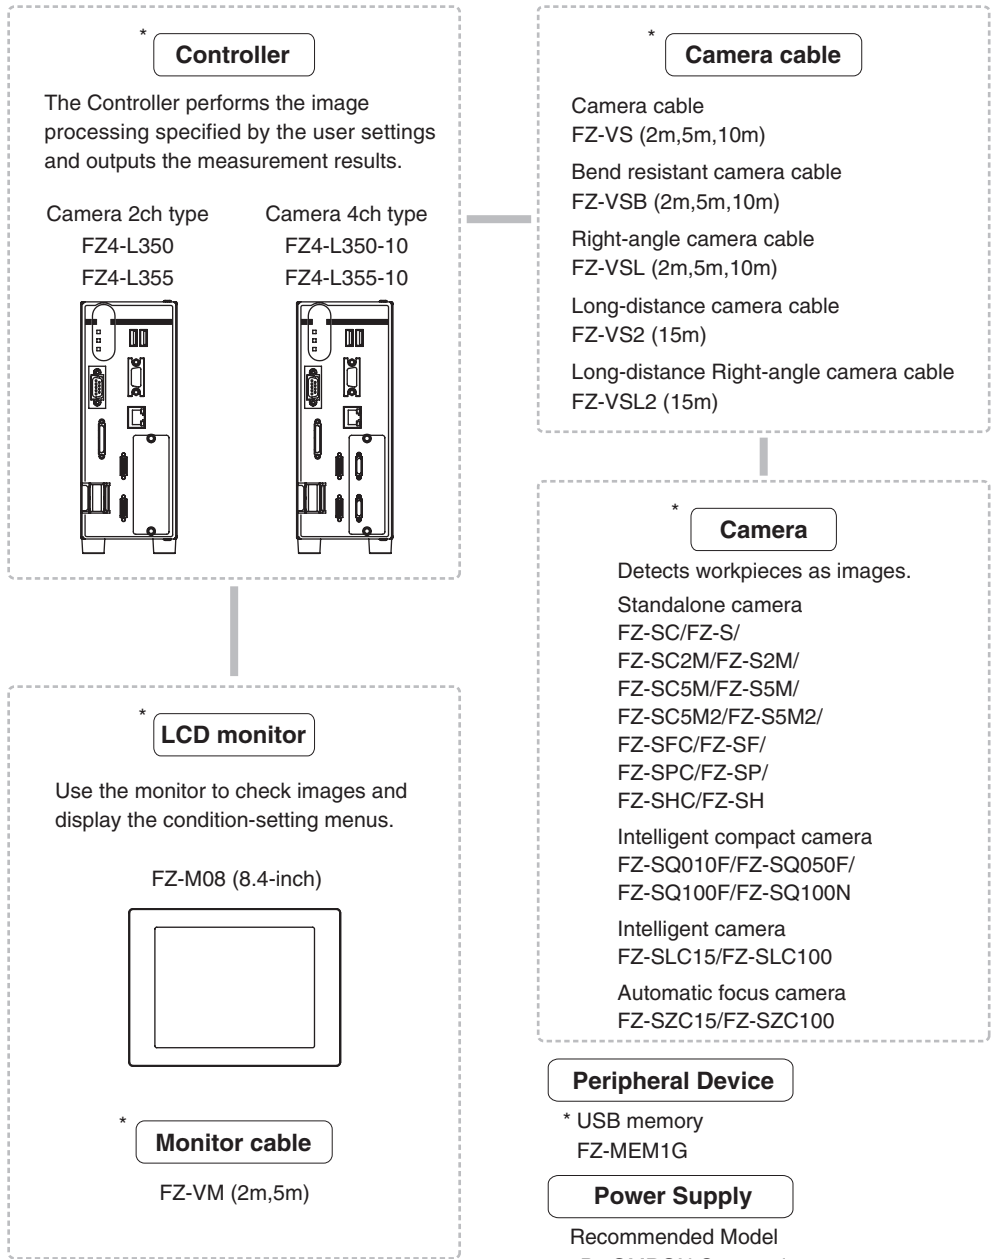 *
Controller
The Controller performs the image
processing specified by the user settings
and outputs the measurement results.
Camera 2ch type
FZ4-L350
FZ4-L355
Camera 4ch type
FZ4-L350-10
FZ4-L355-10
*
LCD monitor
Use the monitor to check images and
display the condition-setting menus.
FZ-M08 (8.4-inch)
*
Monitor cable
FZ-VM (2m,5m)
*
Camera cable
Camera cable
FZ-VS (2m,5m,10m)
Bend resistant camera cable
FZ-VSB (2m,5m,10m)
Right-angle camera cable
FZ-VSL (2m,5m,10m)
Long-distance camera cable
FZ-VS2 (15m)
Long-distance Right-angle camera cable
FZ-VSL2 (15m)
*
Camera
Detects workpieces as images.
Standalone camera
FZ-SC/FZ-S/
FZ-SC2M/FZ-S2M/
FZ-SC5M/FZ-S5M/
FZ-SC5M2/FZ-S5M2/
FZ-SFC/FZ-SF/
FZ-SPC/FZ-SP/
FZ-SHC/FZ-SH
Intelligent compact camera
FZ-SQ010F/FZ-SQ050F/
FZ-SQ100F/FZ-SQ100N
Intelligent camera
FZ-SLC15/FZ-SLC100
Automatic focus camera
FZ-SZC15/FZ-SZC100
Peripheral Device
* USB memory
FZ-MEM1G
Power Supply
Recommended Model